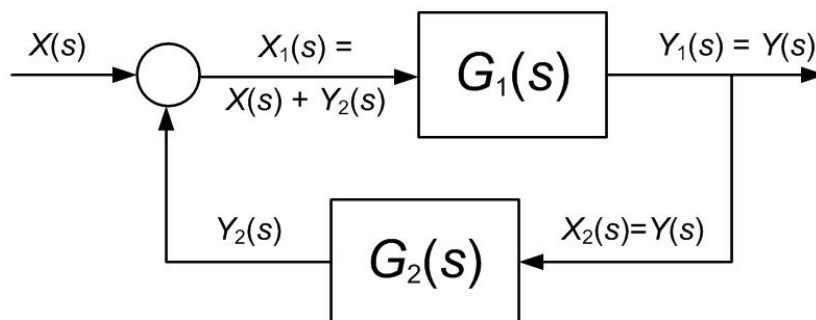 X(s)
X₁(s) =
X(s) + Y₂(s)
G₁(s)
Y₁(s) = Y(s)
Y₂(s)
G₂(s)
X₂(s)=Y(s)